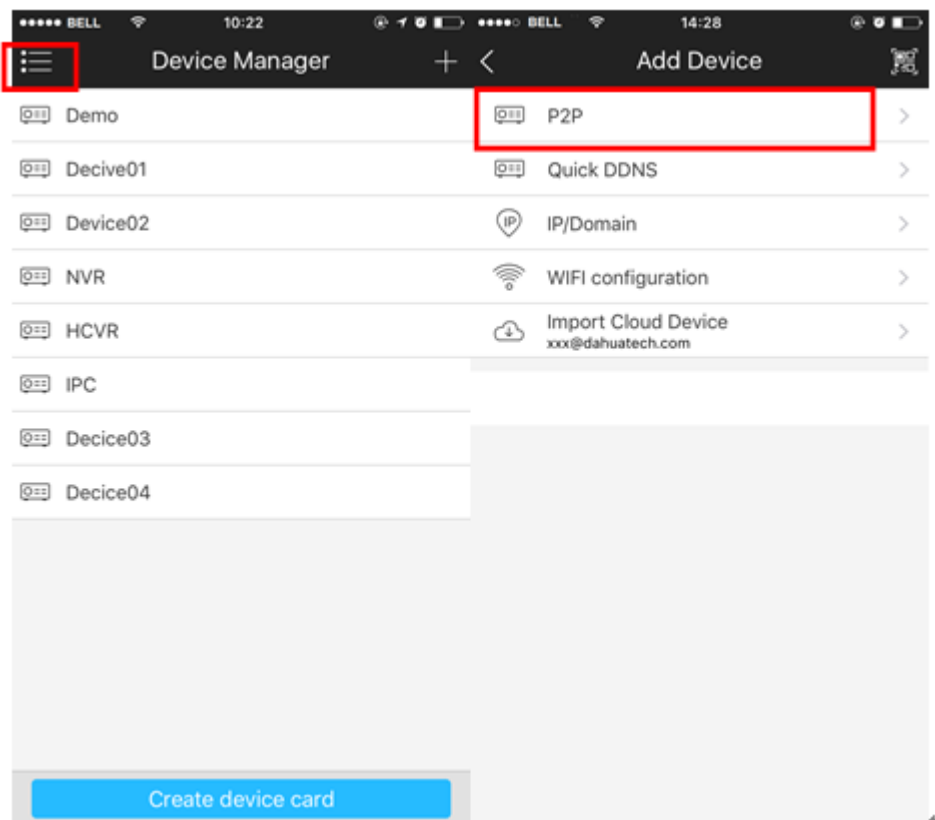 BELL 10:22
Device Manager
Demo
Decive01
Device02
NVR
HCVR
IPC
Decice03
Decice04
Create device card
BELL 14:28
Add Device
P2P
Quick DDNS
IP
IP/Domain
WIFI configuration
Import Cloud Device
xxx@dahuatech.com